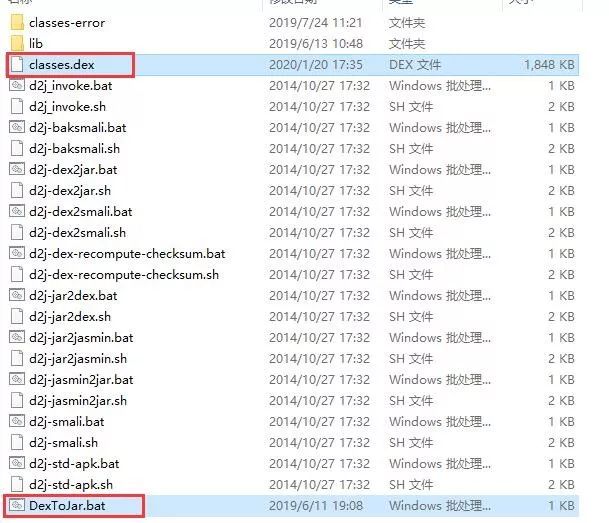 名称 修改日期 类型 大小
classes-error 2019/7/24 11:21 文件夹
lib 2019/6/13 10:48 文件夹
classes.dex 2020/1/20 17:35 DEX 文件 1,848 KB
d2j_invoke.bat 2014/10/27 17:32 Windows 批处理... 1 KB
d2j_invoke.sh 2014/10/27 17:32 SH 文件 2 KB
d2j-baksmali.bat 2014/10/27 17:32 Windows 批处理... 1 KB
d2j-baksmali.sh 2014/10/27 17:32 SH 文件 2 KB
d2j-dex2jar.bat 2014/10/27 17:32 Windows 批处理... 1 KB
d2j-dex2jar.sh 2014/10/27 17:32 SH 文件 2 KB
d2j-dex2smali.bat 2014/10/27 17:32 Windows 批处理... 1 KB
d2j-dex2smali.sh 2014/10/27 17:32 SH 文件 2 KB
d2j-dex-recompute-checksum.bat 2014/10/27 17:32 Windows 批处理... 1 KB
d2j-dex-recompute-checksum.sh 2014/10/27 17:32 SH 文件 2 KB
d2j-jar2dex.bat 2014/10/27 17:32 Windows 批处理... 1 KB
d2j-jar2dex.sh 2014/10/27 17:32 SH 文件 2 KB
d2j-jar2jasmin.bat 2014/10/27 17:32 Windows 批处理... 1 KB
d2j-jar2jasmin.sh 2014/10/27 17:32 SH 文件 2 KB
d2j-jasmin2jar.bat 2014/10/27 17:32 Windows 批处理... 1 KB
d2j-jasmin2jar.sh 2014/10/27 17:32 SH 文件 2 KB
d2j-smali.bat 2014/10/27 17:32 Windows 批处理... 1 KB
d2j-smali.sh 2014/10/27 17:32 SH 文件 2 KB
d2j-std-apk.bat 2014/10/27 17:32 Windows 批处理... 1 KB
d2j-std-apk.sh 2014/10/27 17:32 SH 文件 2 KB
DexToJar.bat 2019/6/11 19:08 Windows 批处理... 1 KB